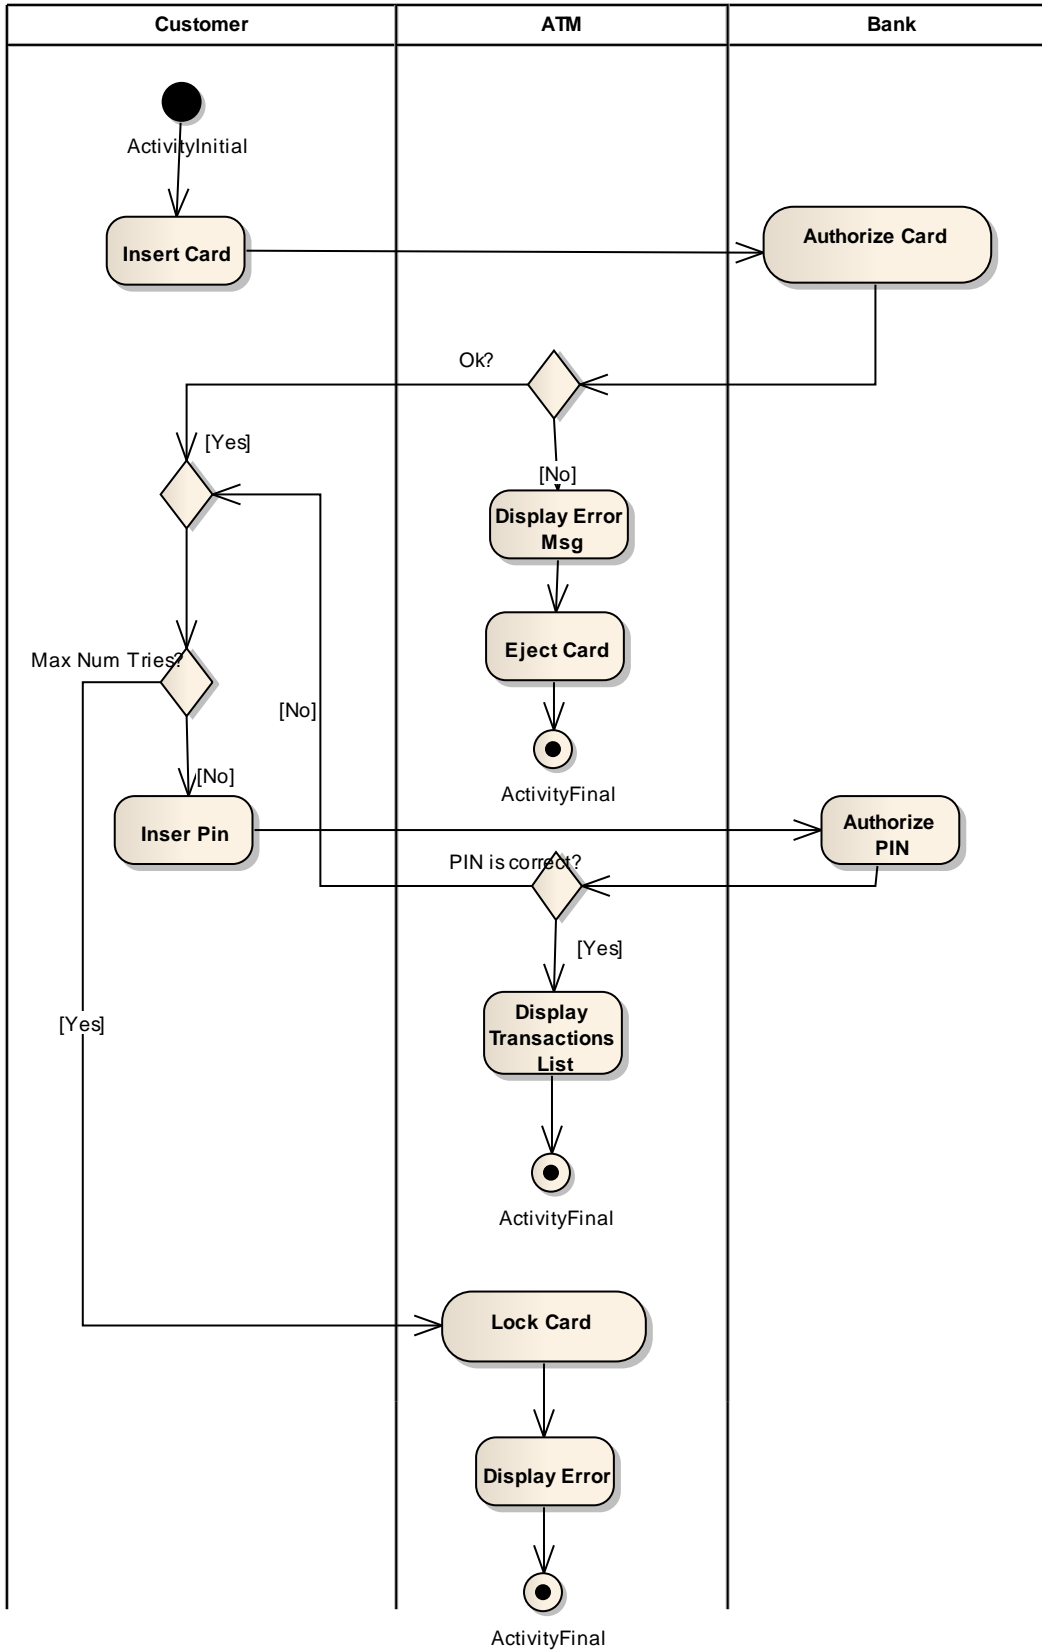 Customer
ATM
Bank
ActivityInitial
Insert Card
Authorize Card
Ok?
[Yes]
[No]
Display Error
Msg
Eject Card
Max Num Tries?
[No]
[No]
ActivityFinal
Inser Pin
Authorize
PIN
PIN is correct?
[Yes]
Display
Transactions
List
[Yes]
ActivityFinal
Lock Card
Display Error
ActivityFinal